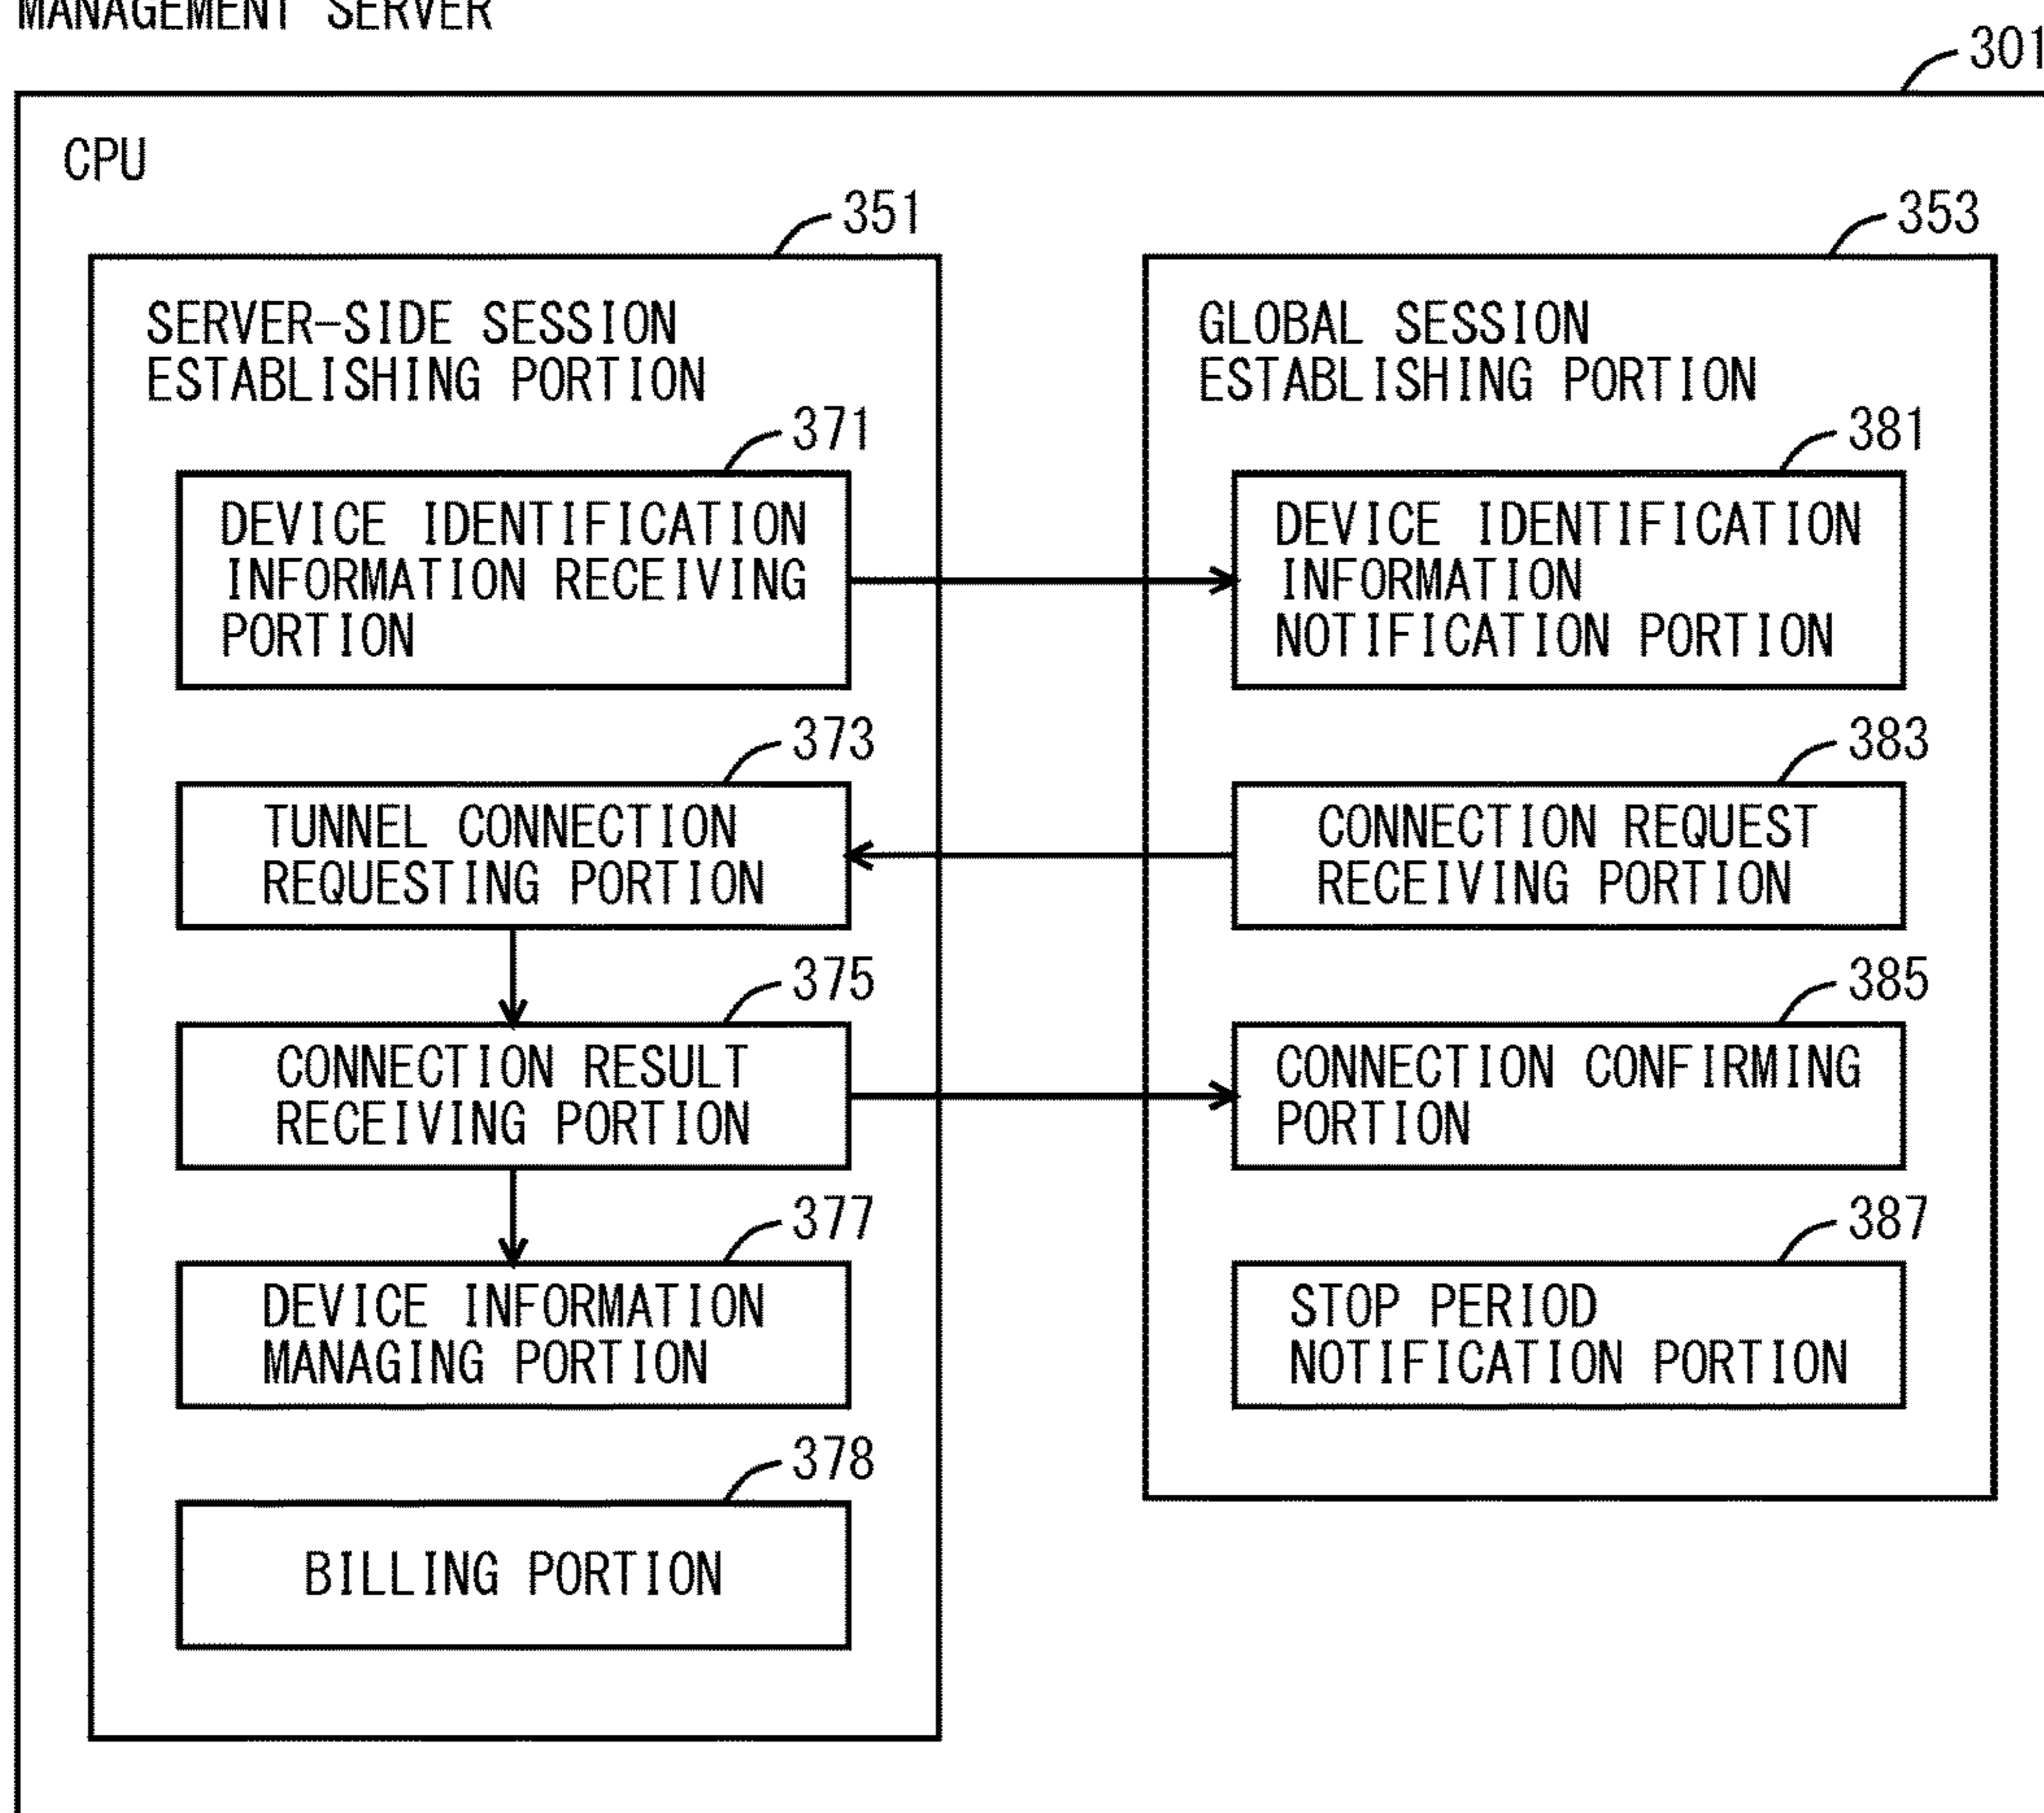 MANAGEMENT SERVER
301
CPU
351
SERVER-SIDE SESSION
ESTABLISHING PORTION
371
DEVICE IDENTIFICATION
INFORMATION RECEIVING
PORTION
373
TUNNEL CONNECTION
REQUESTING PORTION
375
CONNECTION RESULT
RECEIVING PORTION
377
DEVICE INFORMATION
MANAGING PORTION
378
BILLING PORTION
353
GLOBAL SESSION
ESTABLISHING PORTION
381
DEVICE IDENTIFICATION
INFORMATION
NOTIFICATION PORTION
383
CONNECTION REQUEST
RECEIVING PORTION
385
CONNECTION CONFIRMING
PORTION
387
STOP PERIOD
NOTIFICATION PORTION